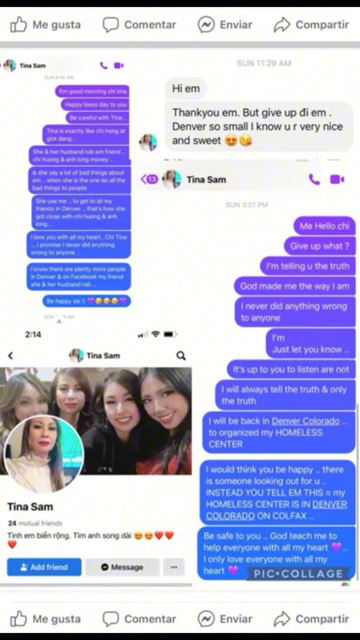 Me gusta
Comentar
Enviar
Compartir
Tina Sam
SUN 9:56 AM
Em good morning chi tina
Happy bless day to you
Be careful with Tina ..
Tina is exactly like chi hong at
giot dang ..
She & her husband rob em friend ..
chi huong & anh long money ..
& she say a lot of bad things about
em .. when she is the one do all the
bad things to people
She use me .. to get to all my
friends in Denver .. that's how she
got close with chi huong & anh
long ..
I love you with all my heart.. Chi Tina
.. i promise I never did anything
wrong to anyone ..
I know there are plenty more people
in Denver & on Facebook my friend
she & her husband rob ..
Be happy sis !! 💜😘😘😘💜
SUN 11:29 AM
Hi em
Thankyou em. But give up đi em .
Denver so small I know u r very nice
and sweet 😍😘
13
Tina Sam
SUN 3:01 PM
Me Hello chi
Give up what ?
I'm telling u the truth
God made me the way I am
I never did anything wrong
to anyone
I'm
Just let you know ..
It's up to you to listen are not
I will always tell the truth & only
the truth
I will be back in Denver Colorado ..
to organized my HOMELESS
CENTER
I would think you be happy .. there
is someone looking out for u ..
INSTEAD YOU TELL EM THIS = my
HOMELESS CENTER IS IN DENVER
COLORADO ON COLFAX ..
Be safe to you .. God teach me to
help everyone with all my heart 💜 ..
I only love everyone with all my
heart 💜
PIC•COLLAGE
2:14
Tina Sam
Tina Sam
24 mutual friends
Tình em biển rộng. Tim anh song dài 😍😍❤️❤️
❤️
Add friend
Message
Me gusta
Comentar
Enviar
Compartir